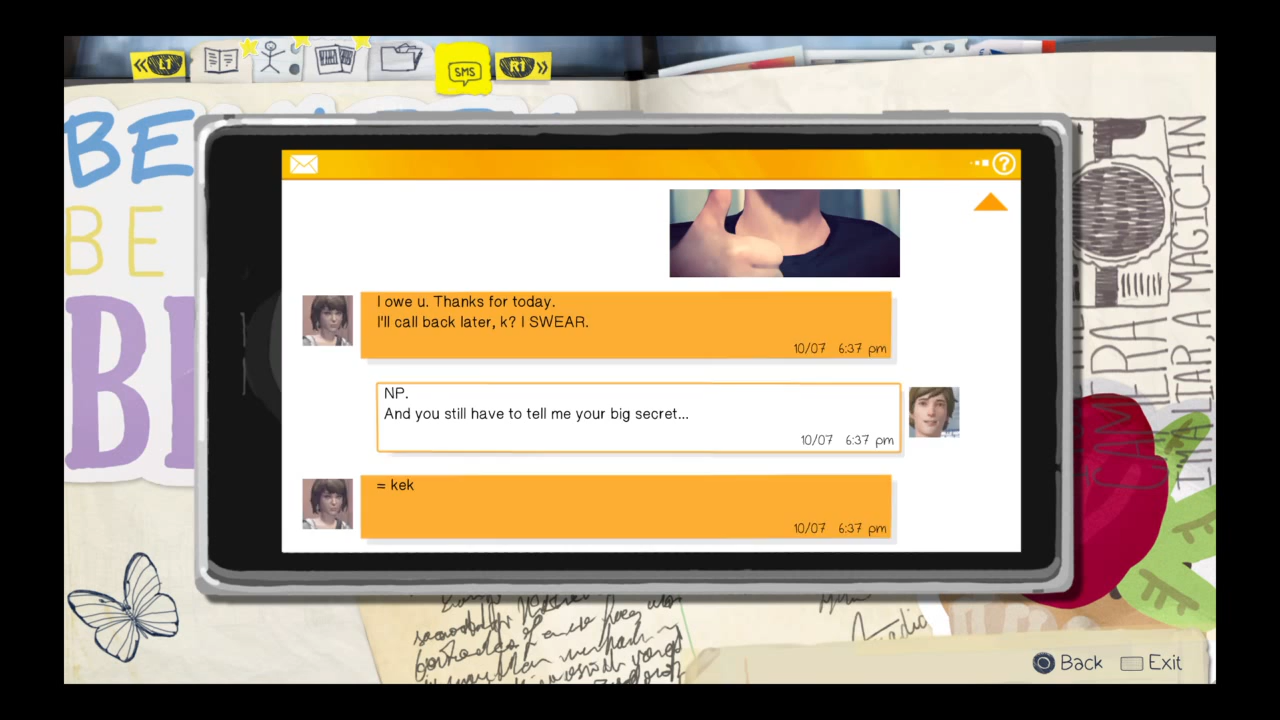 L1
SMS
R1
BE
BE
BE
?
I owe u. Thanks for today.
I'll call back later, k? I SWEAR.
10/07 6:37 pm
NP.
And you still have to tell me your big secret...
10/07 6:37 pm
= kek
10/07 6:37 pm
CAMERA
LIAR, A MAGICIAN
Back
Exit